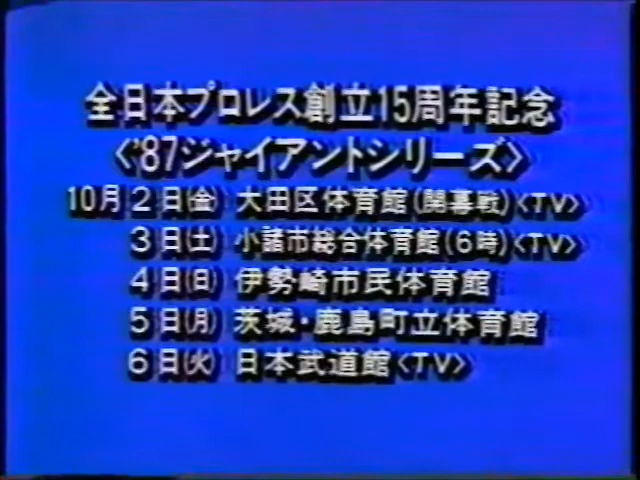 全日本プロレス創立15周年記念
〈'87ジャイアントシリーズ〉
10月2日(金) 大田区体育館(開幕戦)〈TV〉
3日(土) 小諸市総合体育館(6時)〈TV〉
4日(日) 伊勢崎市民体育館
5日(月) 茨城・鹿島町立体育館
6日(火) 日本武道館〈TV〉